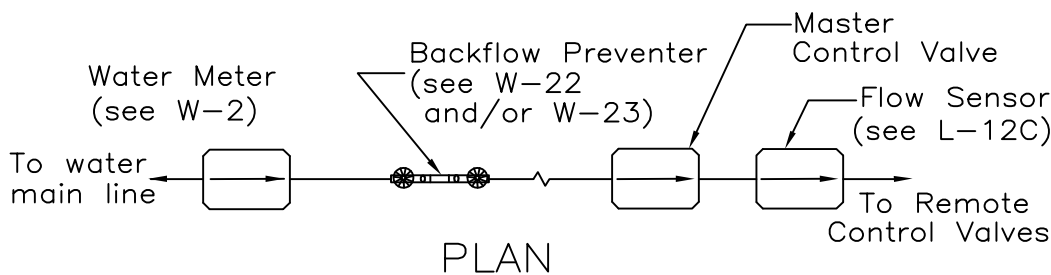 Master
Control Valve
Backflow Preventer
(see W-22
and/or W-23)
Water Meter
(see W-2)
Flow Sensor
(see L-12C)
To water
main line
To Remote
Control Valves
PLAN